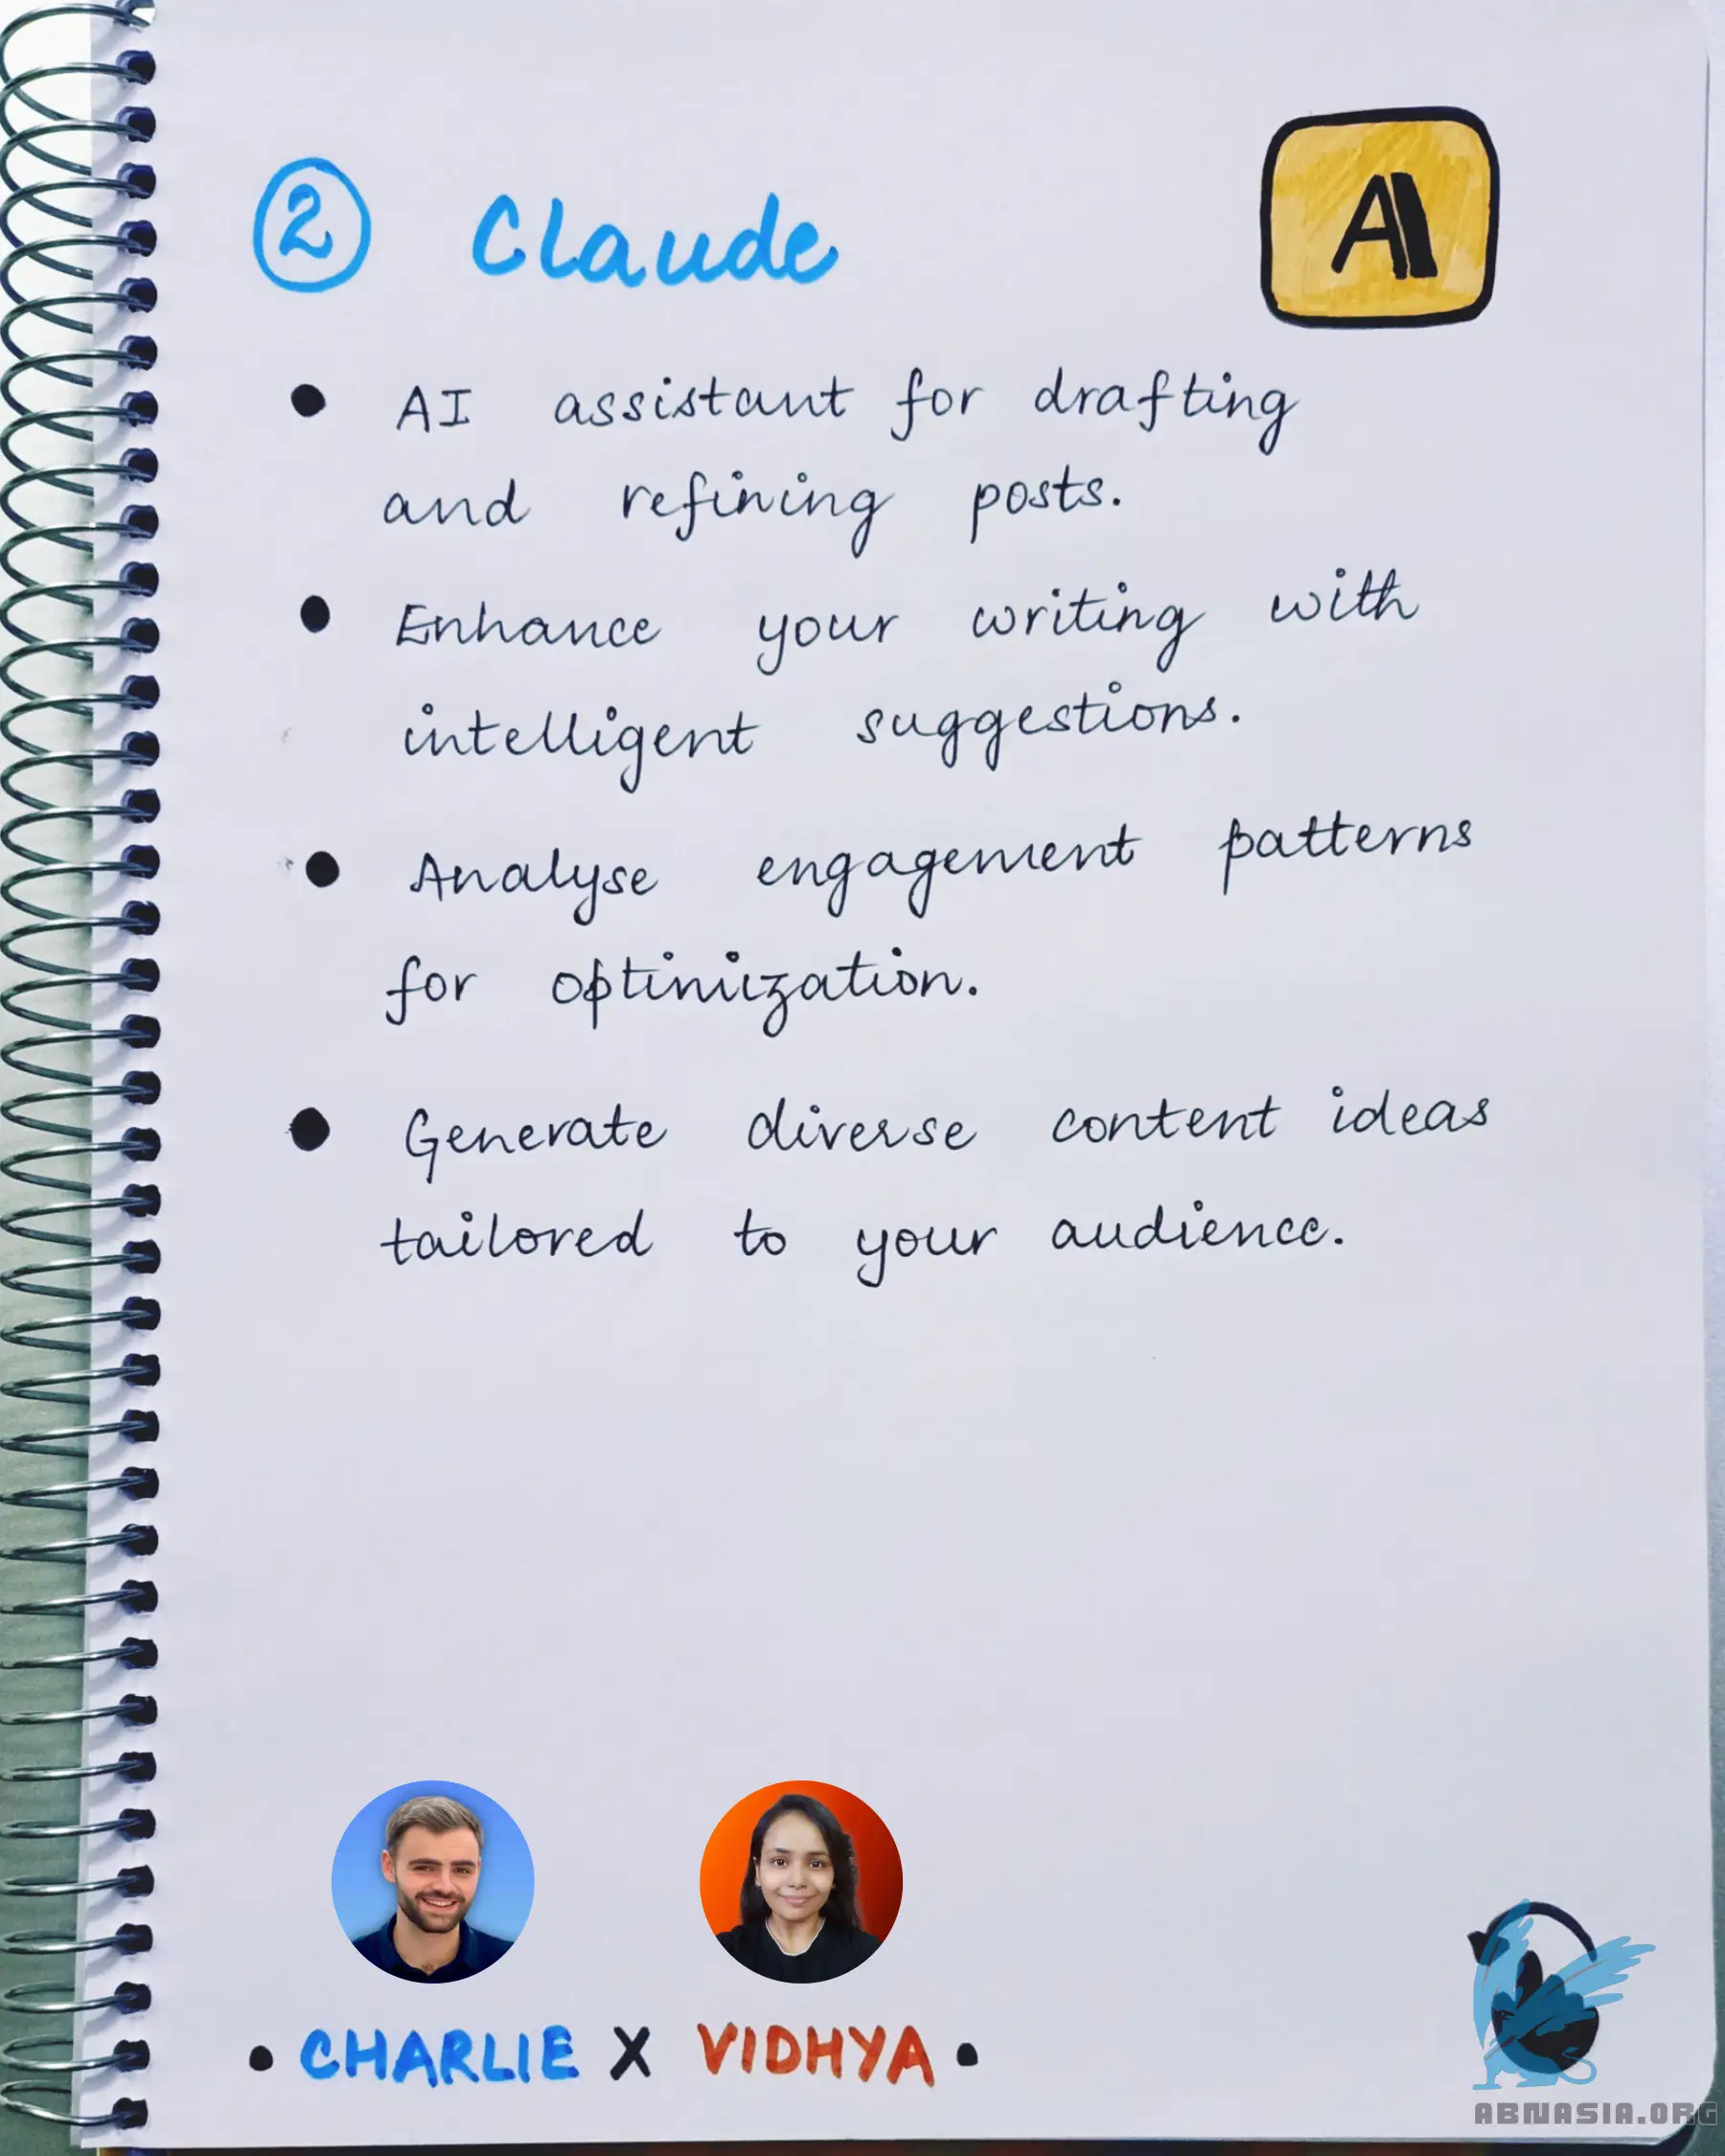 2 Claude
AI
AI assistant for drafting
and refining posts.
Enhance your writing with
intelligent suggestions.
Analyse engagement patterns
for optimization.
Generate diverse content ideas
tailored to your audience.
CHARLIE X VIDHYA
ABNASIA.ORG